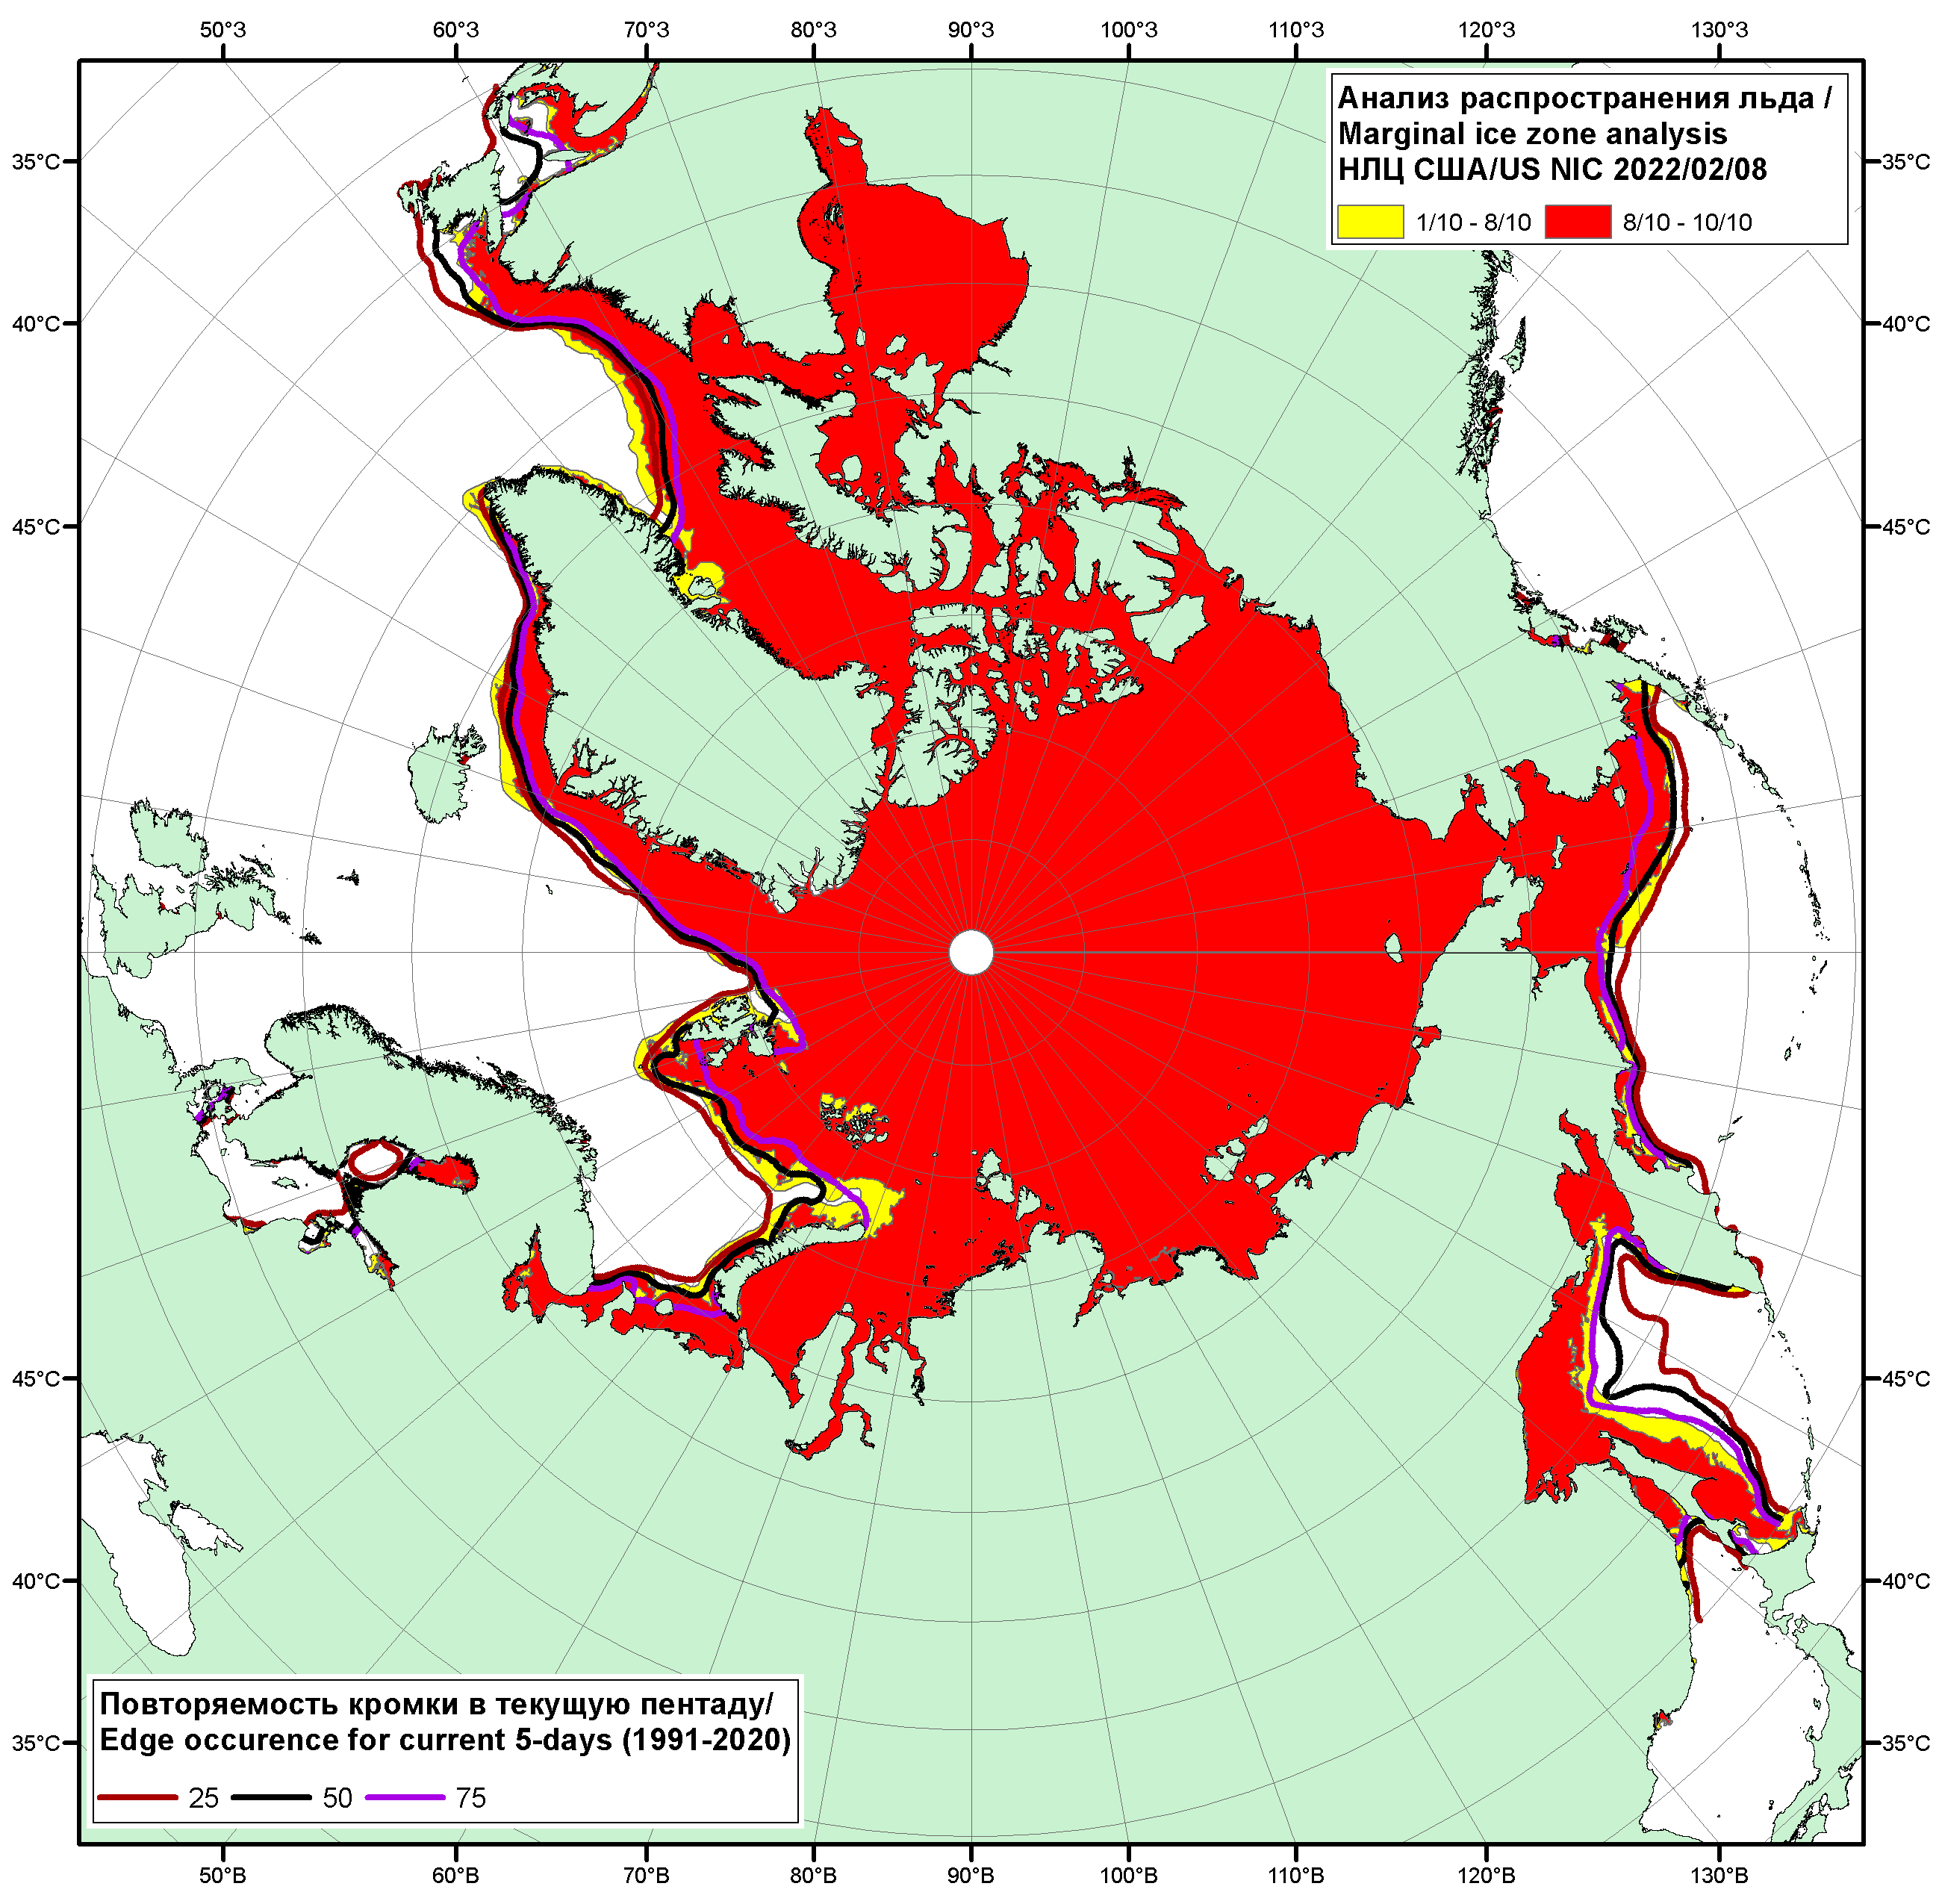 50°З 60°З 70°З 80°З 90°З 100°З 110°З 120°З 130°З
Анализ распространения льда /
Marginal ice zone analysis
НЛЦ США/US NIC 2022/02/08
1/10 - 8/10 8/10 - 10/10
35°С 35°С
40°С 40°С
45°С 45°С
45°С 45°С
40°С 40°С
35°С 35°С
Повторяемость кромки в текущую пентаду/
Edge occurence for current 5-days (1991-2020)
25 50 75
50°В 60°В 70°В 80°В 90°В 100°В 110°В 120°В 130°В